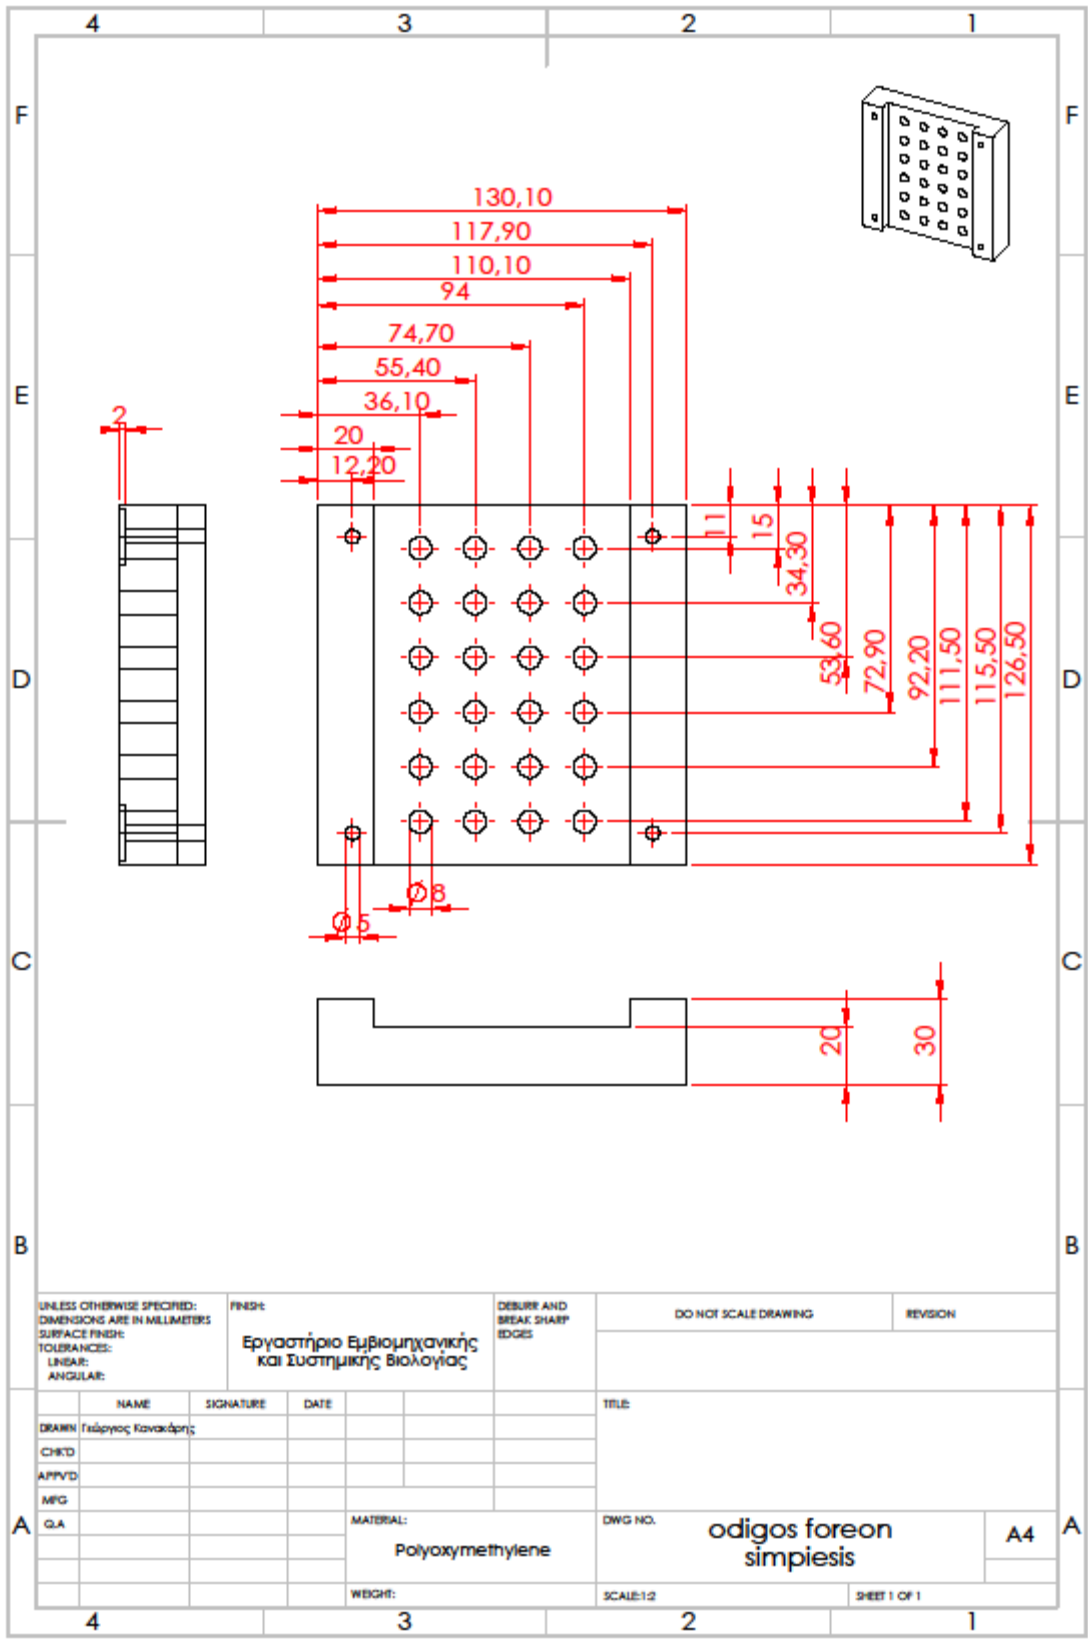 4 3 2 1
F F
130,10
117,90
110,10
94
74,70
55,40
E E
36,10
2
20
12,20
11 15 34,30 53,60 72,90 92,20 111,50 115,50 126,50
D D
Ø 8
Ø 5
C C
20 30
B B
UNLESS OTHERWISE SPECIFIED:
DIMENSIONS ARE IN MILLIMETERS
SURFACE FINISH:
TOLERANCES:
LINEAR:
ANGULAR:
FINISH:
Εργαστήριο Εμβιομηχανικής
και Συστημικής Βιολογίας
DEBURR AND
BREAK SHARP
EDGES
DO NOT SCALE DRAWING
REVISION
NAME SIGNATURE DATE
TITLE:
DRAWN Γεώργιος Κανακάρης
CHK'D
APPV'D
MFG
Q.A
A A
MATERIAL:
Polyoxymethylene
DWG NO.
odigos foreon
simpiesis
A4
WEIGHT:
SCALE:1:2
SHEET 1 OF 1
4 3 2 1